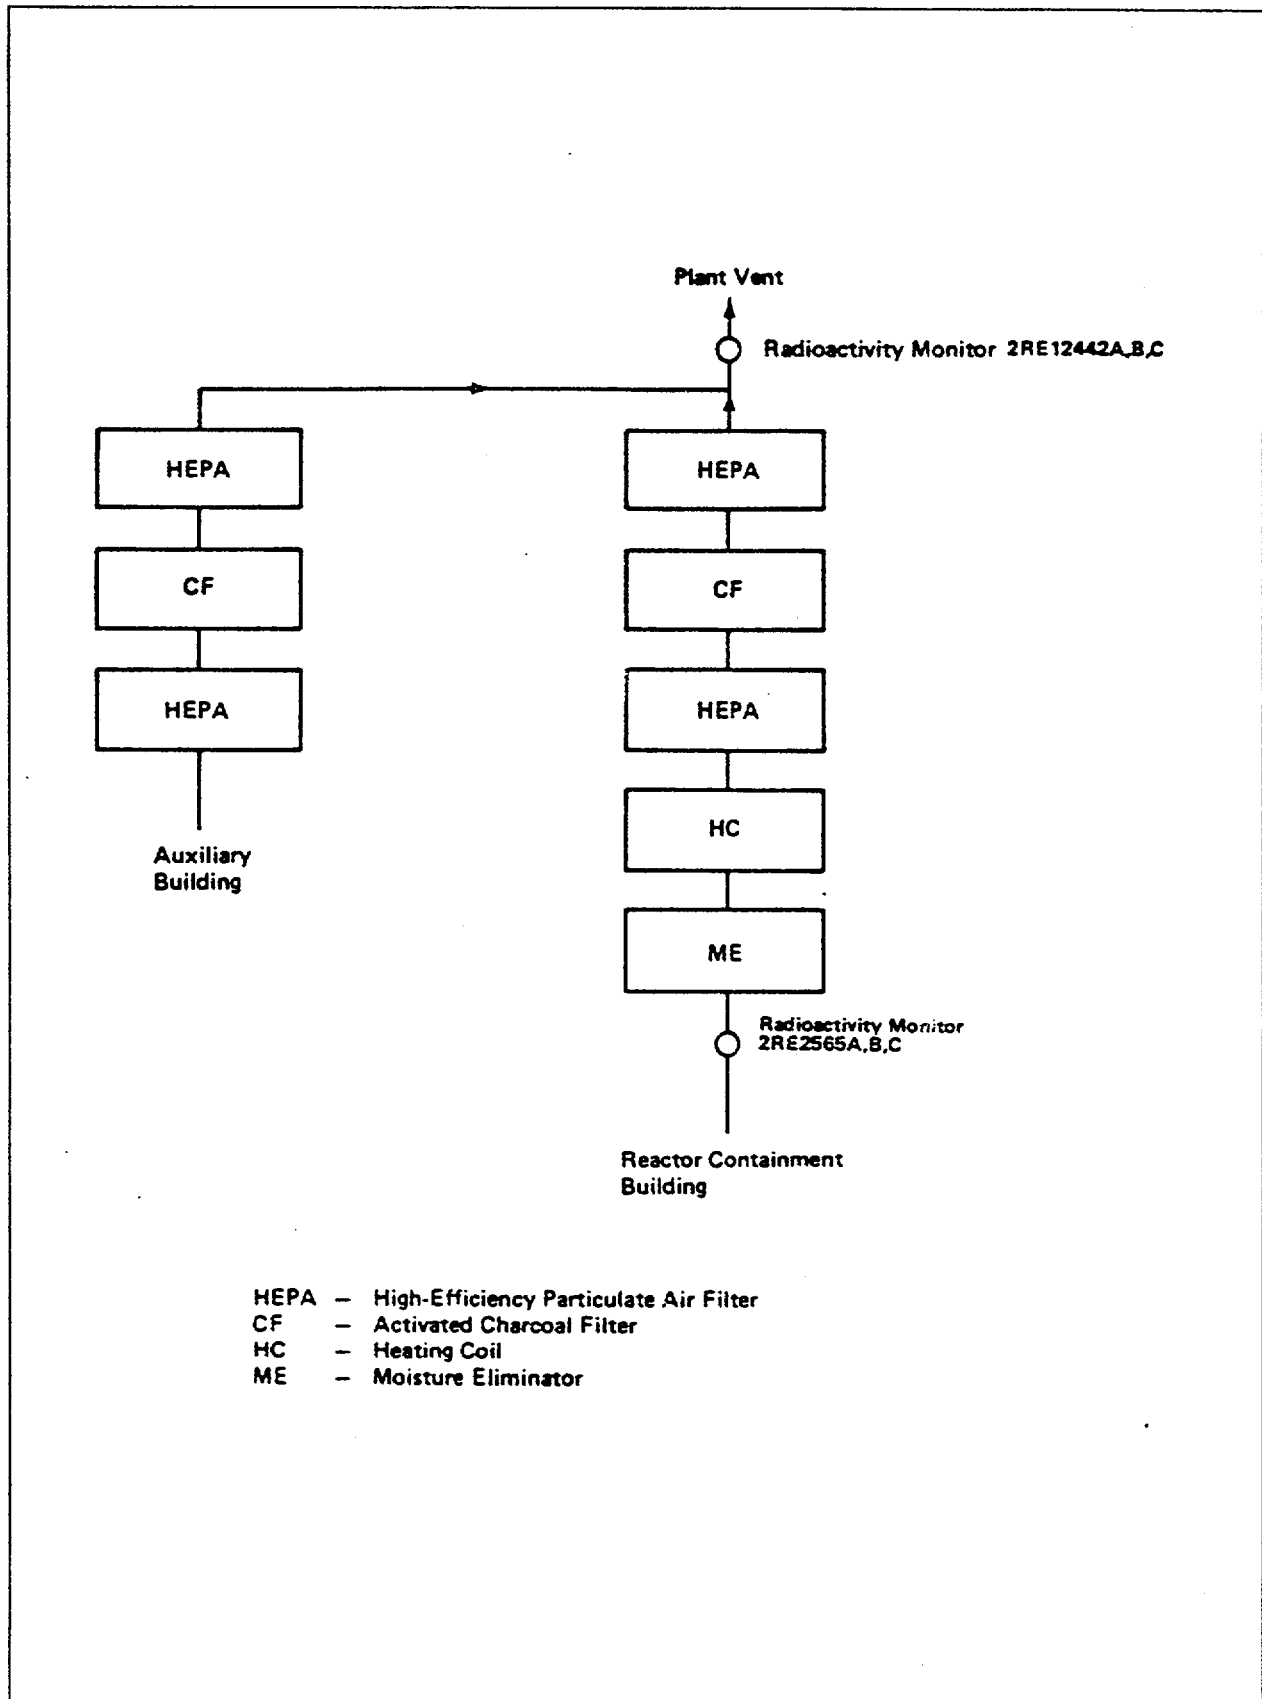 Plant Vent
Radioactivity Monitor 2RE12442A,B,C
HEPA
HEPA
CF
CF
HEPA
HEPA
HC
Auxiliary
Building
ME
Radioactivity Monitor
2RE2565A,B,C
Reactor Containment
Building
HEPA – High-Efficiency Particulate Air Filter
CF – Activated Charcoal Filter
HC – Heating Coil
ME – Moisture Eliminator